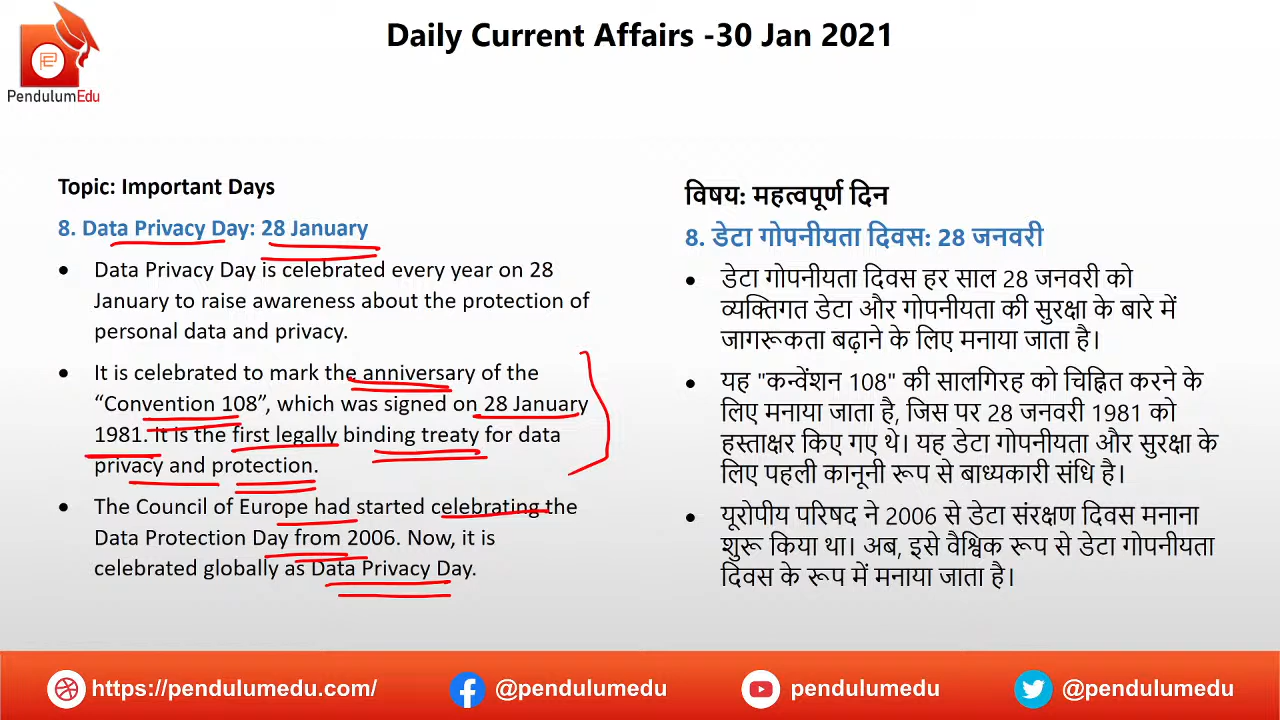 Daily Current Affairs -30 Jan 2021
PendulumEdu
Topic: Important Days
8. Data Privacy Day: 28 January
• Data Privacy Day is celebrated every year on 28
January to raise awareness about the protection of
personal data and privacy.
• It is celebrated to mark the anniversary of the
“Convention 108”, which was signed on 28 January
1981. It is the first legally binding treaty for data
privacy and protection.
• The Council of Europe had started celebrating the
Data Protection Day from 2006. Now, it is
celebrated globally as Data Privacy Day.
विषय: महत्वपूर्ण दिन
8. डेटा गोपनीयता दिवस: 28 जनवरी
• डेटा गोपनीयता दिवस हर साल 28 जनवरी को
व्यक्तिगत डेटा और गोपनीयता की सुरक्षा के बारे में
जागरूकता बढ़ाने के लिए मनाया जाता है।
• यह "कन्वेंशन 108" की सालगिरह को चिह्नित करने के
लिए मनाया जाता है, जिस पर 28 जनवरी 1981 को
हस्ताक्षर किए गए थे। यह डेटा गोपनीयता और सुरक्षा के
लिए पहली कानूनी रूप से बाध्यकारी संधि है।
• यूरोपीय परिषद ने 2006 से डेटा संरक्षण दिवस मनाना
शुरू किया था। अब, इसे वैश्विक रूप से डेटा गोपनीयता
दिवस के रूप में मनाया जाता है।
https://pendulumedu.com/
@pendulumedu
pendulumedu
@pendulumedu